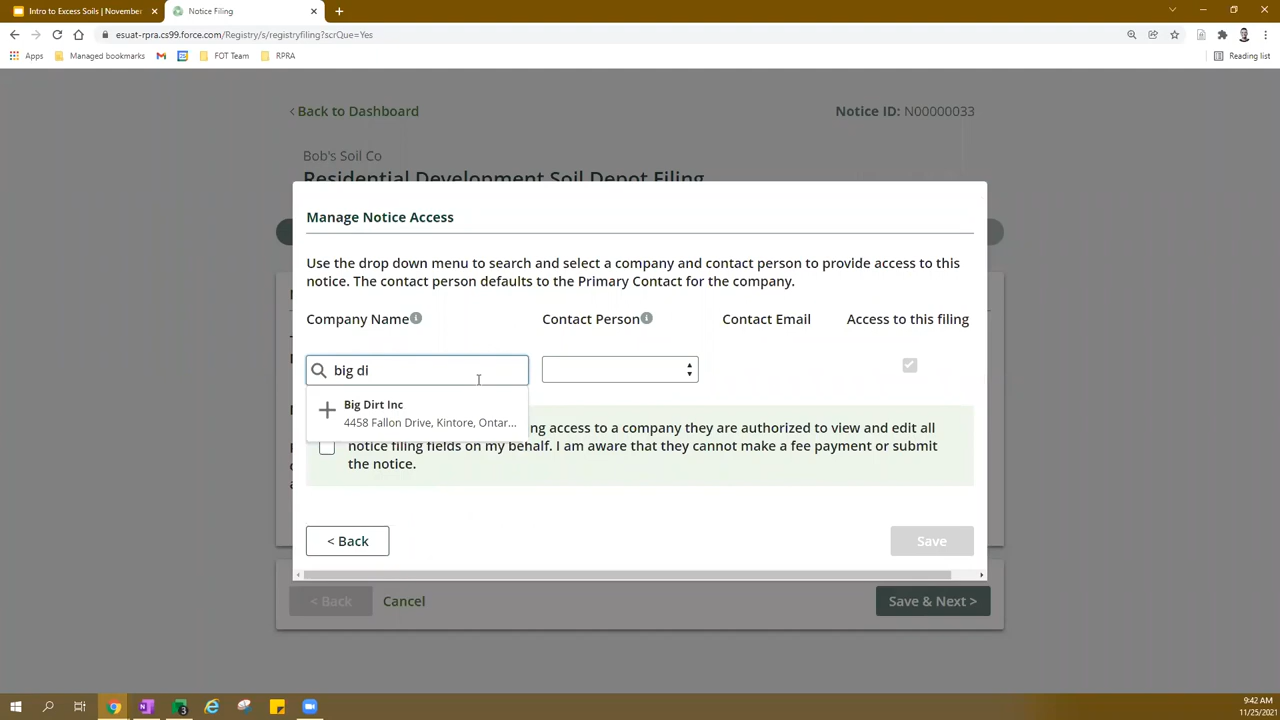 Intro to Excess Soils | Novembe
Notice Filing
esuat-rpra.cs99.force.com/Registry/s/registryfiling?scrQue=Yes
Apps
Managed bookmarks
FOT Team
RPRA
Reading list
< Back to Dashboard
Notice ID: N00000033
Bob's Soil Co
Residential Development Soil Depot Filing
Manage Notice Access
Use the drop down menu to search and select a company and contact person to provide access to this
notice. The contact person defaults to the Primary Contact for the company.
Company Name
Contact Person
Contact Email
Access to this filing
big di
Big Dirt Inc
4458 Fallon Drive, Kintore, Ontar...
ng access to a company they are authorized to view and edit all
notice filing fields on my behalf. I am aware that they cannot make a fee payment or submit
the notice.
< Back
Save
< Back
Cancel
Save & Next >
9:42 AM
11/25/2021